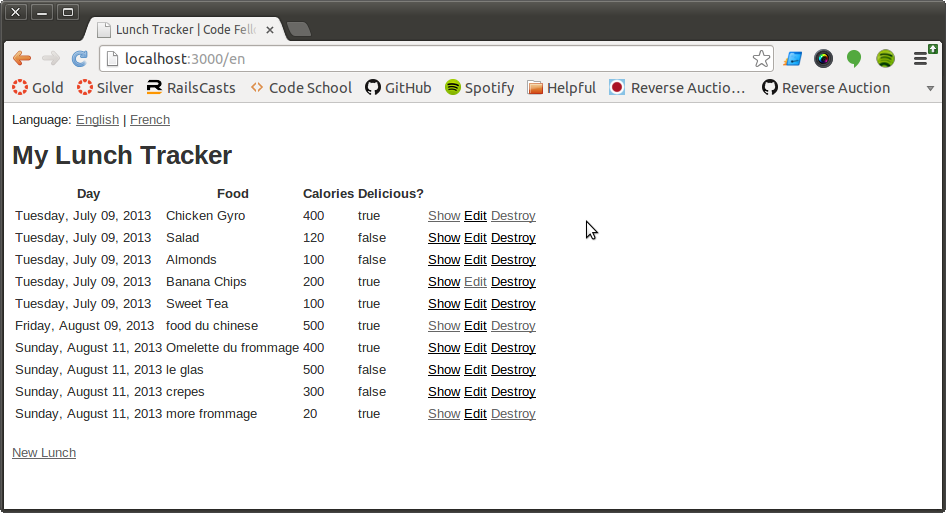 Lunch Tracker | Code Fello
localhost:3000/en
Gold Silver RailsCasts Code School GitHub Spotify Helpful Reverse Auctio... Reverse Auction
Language: English | French
My Lunch Tracker
Day Food Calories Delicious?
Tuesday, July 09, 2013 Chicken Gyro 400 true Show Edit Destroy
Tuesday, July 09, 2013 Salad 120 false Show Edit Destroy
Tuesday, July 09, 2013 Almonds 100 false Show Edit Destroy
Tuesday, July 09, 2013 Banana Chips 200 true Show Edit Destroy
Tuesday, July 09, 2013 Sweet Tea 100 true Show Edit Destroy
Friday, August 09, 2013 food du chinese 500 true Show Edit Destroy
Sunday, August 11, 2013 Omelette du frommage 400 true Show Edit Destroy
Sunday, August 11, 2013 le glas 500 false Show Edit Destroy
Sunday, August 11, 2013 crepes 300 false Show Edit Destroy
Sunday, August 11, 2013 more frommage 20 true Show Edit Destroy
New Lunch